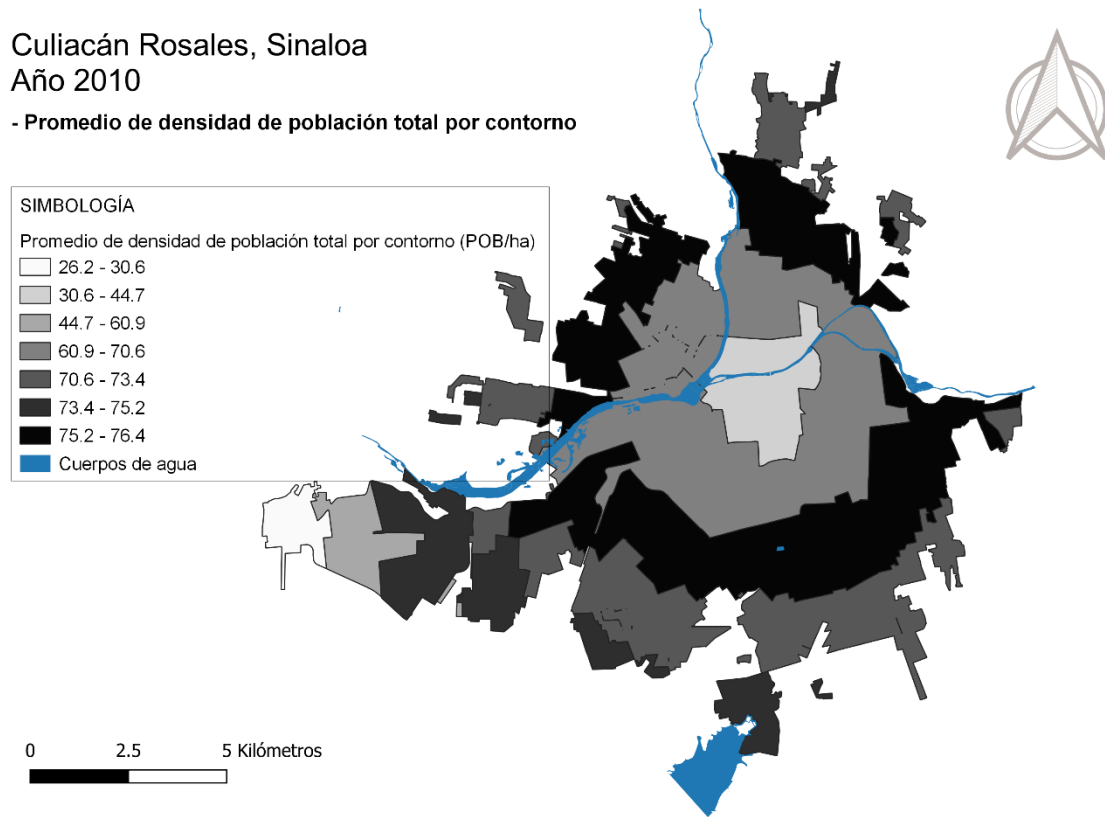 Culiacán Rosales, Sinaloa
Año 2010
- Promedio de densidad de población total por contorno
SIMBOLOGÍA
Promedio de densidad de población total por contorno (POB/ha)
26.2 - 30.6
30.6 - 44.7
44.7 - 60.9
60.9 - 70.6
70.6 - 73.4
73.4 - 75.2
75.2 - 76.4
Cuerpos de agua
0 2.5 5 Kilómetros